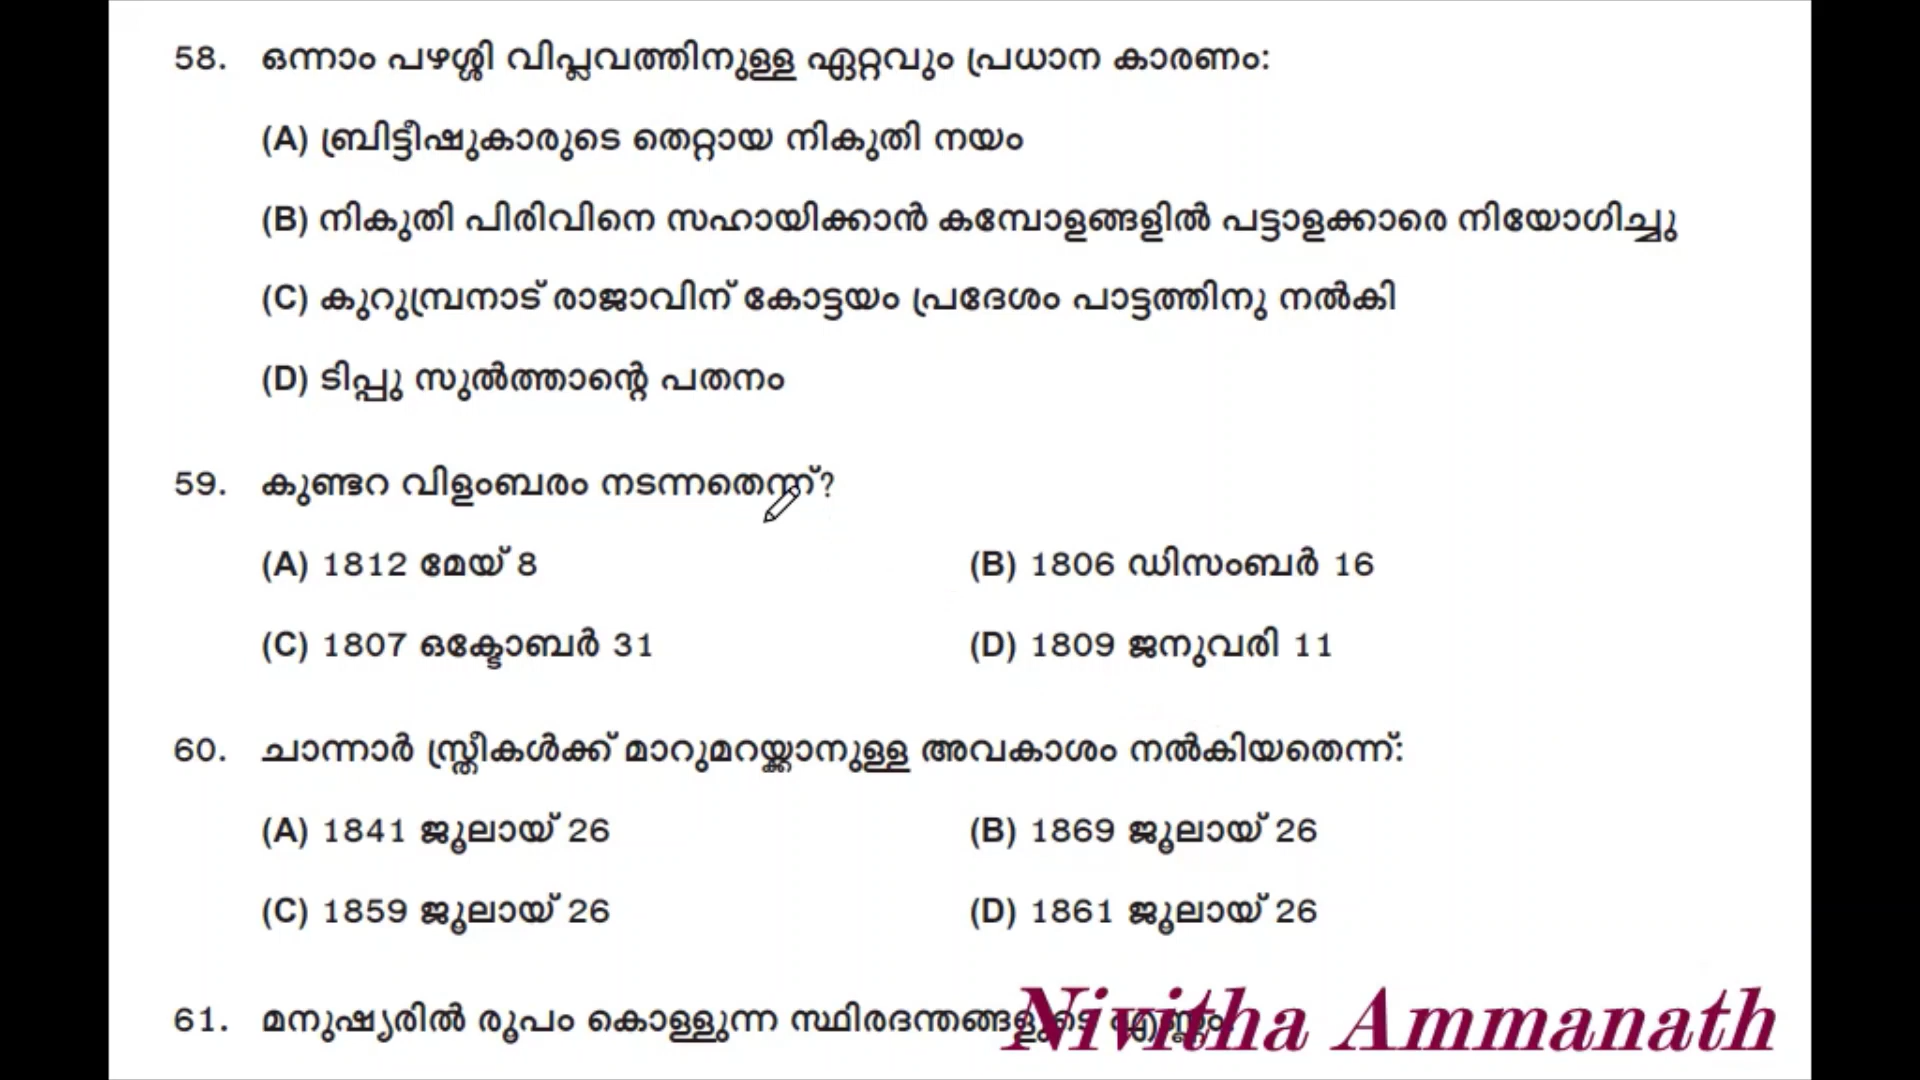 58. ഒന്നാം പഴശ്ശി വിപ്ലവത്തിനുള്ള ഏറ്റവും പ്രധാന കാരണം:
(A) ബ്രിട്ടീഷുകാരുടെ തെറ്റായ നികുതി നയം
(B) നികുതി പിരിവിനെ സഹായിക്കാൻ കമ്പോളങ്ങളിൽ പട്ടാളക്കാരെ നിയോഗിച്ചു
(C) കുറുമ്പ്രനാട് രാജാവിന് കോട്ടയം പ്രദേശം പാട്ടത്തിനു നൽകി
(D) ടിപ്പു സുൽത്താന്റെ പതനം
59. കുണ്ടറ വിളംബരം നടന്നതെന്ന്?
(A) 1812 മേയ് 8 (B) 1806 ഡിസംബർ 16
(C) 1807 ഒക്ടോബർ 31 (D) 1809 ജനുവരി 11
60. ചാന്നാർ സ്ത്രീകൾക്ക് മാറുമറയ്ക്കാനുള്ള അവകാശം നൽകിയതെന്ന്:
(A) 1841 ജൂലായ് 26 (B) 1869 ജൂലായ് 26
(C) 1859 ജൂലായ് 26 (D) 1861 ജൂലായ് 26
61. മനുഷ്യരിൽ രൂപം കൊള്ളുന്ന സ്ഥിരദന്തങ്ങളുടെ എണ്ണം:
Nivitha Ammanath